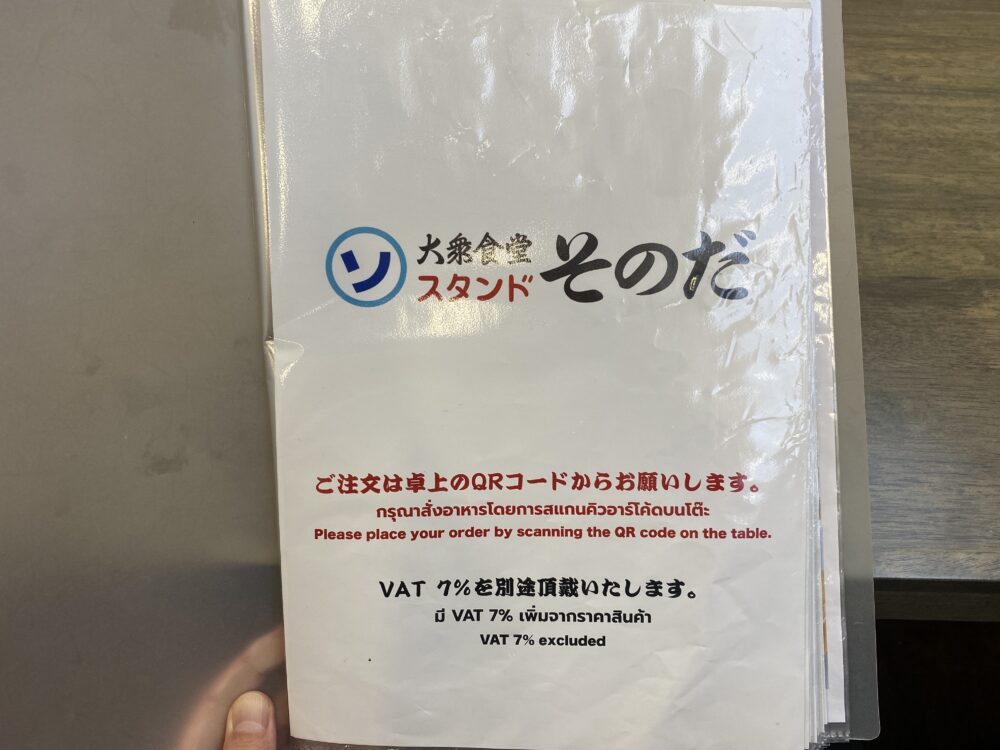 ソ
大衆食堂
スタンド
そのだ
ご注文は卓上のQRコードからお願いします。
กรุณาสั่งอาหารโดยการสแกนคิวอาร์โค้ดบนโต๊ะ
Please place your order by scanning the QR code on the table.
VAT 7%を別途頂戴いたします。
มี VAT 7% เพิ่มจากราคาสินค้า
VAT 7% excluded